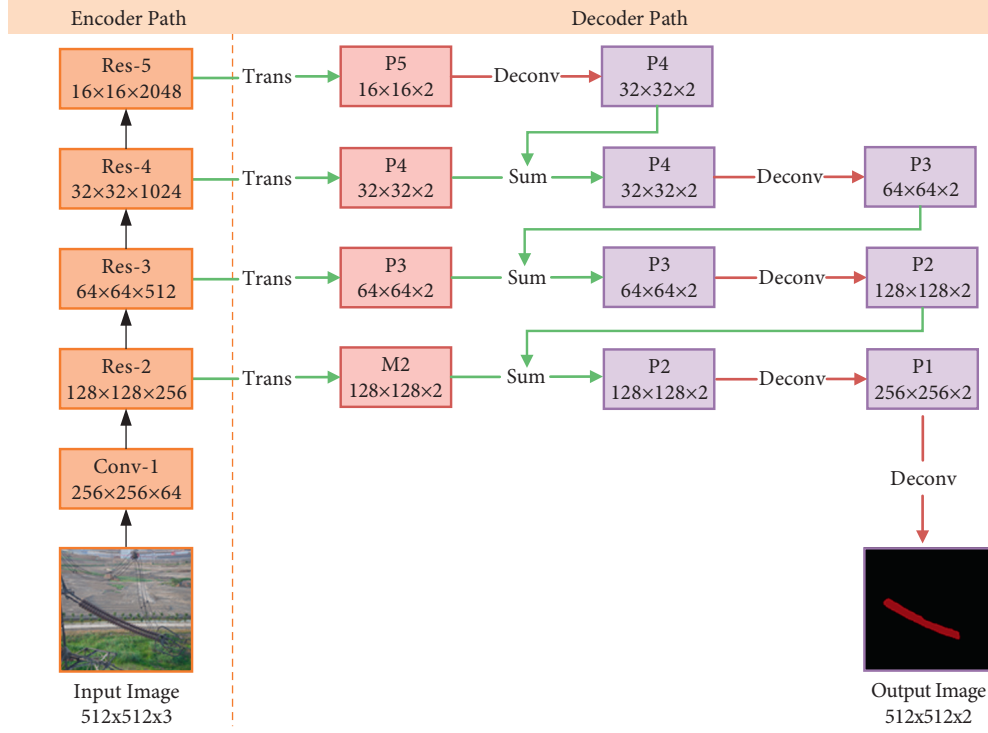 Encoder Path
Decoder Path
Res-5
16×16×2048
Trans
P5
16×16×2
Deconv
P4
32×32×2
Res-4
32×32×1024
Trans
P4
32×32×2
Sum
P4
32×32×2
Deconv
P3
64×64×2
Res-3
64×64×512
Trans
P3
64×64×2
Sum
P3
64×64×2
Deconv
P2
128×128×2
Res-2
128×128×256
Trans
M2
128×128×2
Sum
P2
128×128×2
Deconv
P1
256×256×2
Conv-1
256×256×64
Deconv
Input Image
512x512x3
Output Image
512x512x2